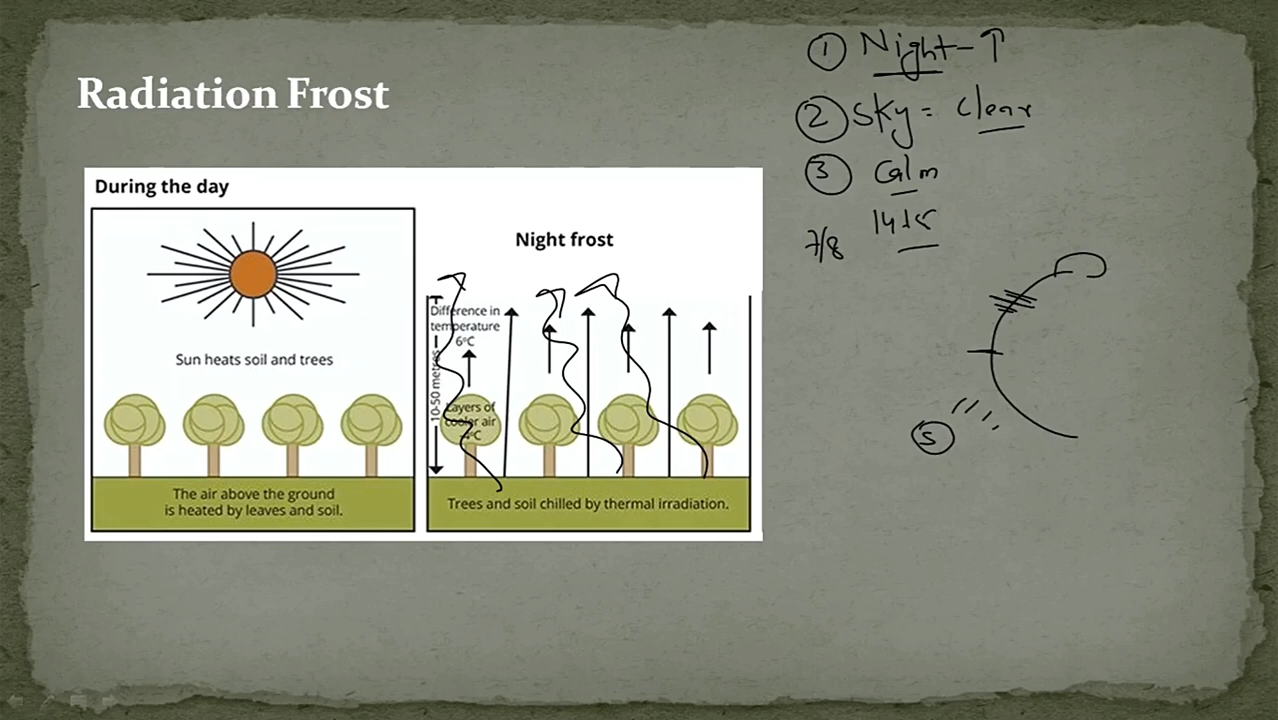 Radiation Frost
During the day
Sun heats soil and trees
The air above the ground
is heated by leaves and soil.
Night frost
Difference in
temperature
6°C
10-50 metres
Layers of
cooler air
Trees and soil chilled by thermal irradiation.
1 Night - ↑
2 Sky = Clear
3 Calm
7/8